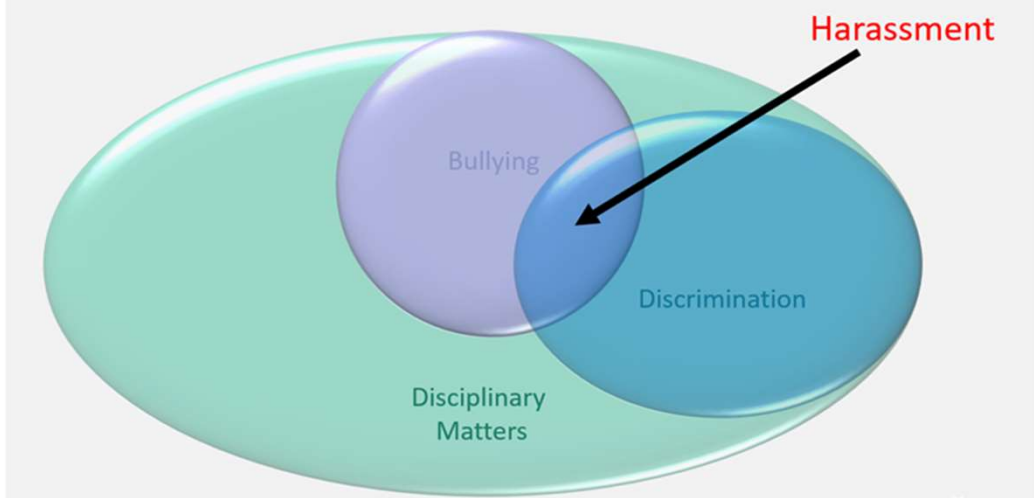 Harassment
Bullying
Discrimination
Disciplinary
Matters